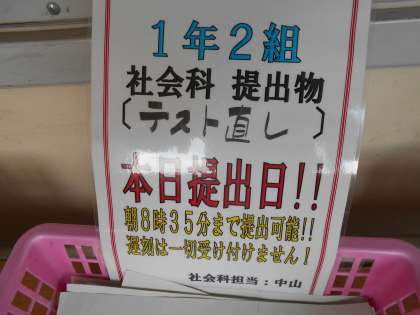 1年2組
社会科 提出物
〔テスト直し〕
本日提出日!!
朝8時35分まで提出可能!!
遅刻は一切受け付けません!
社会科担当:中山